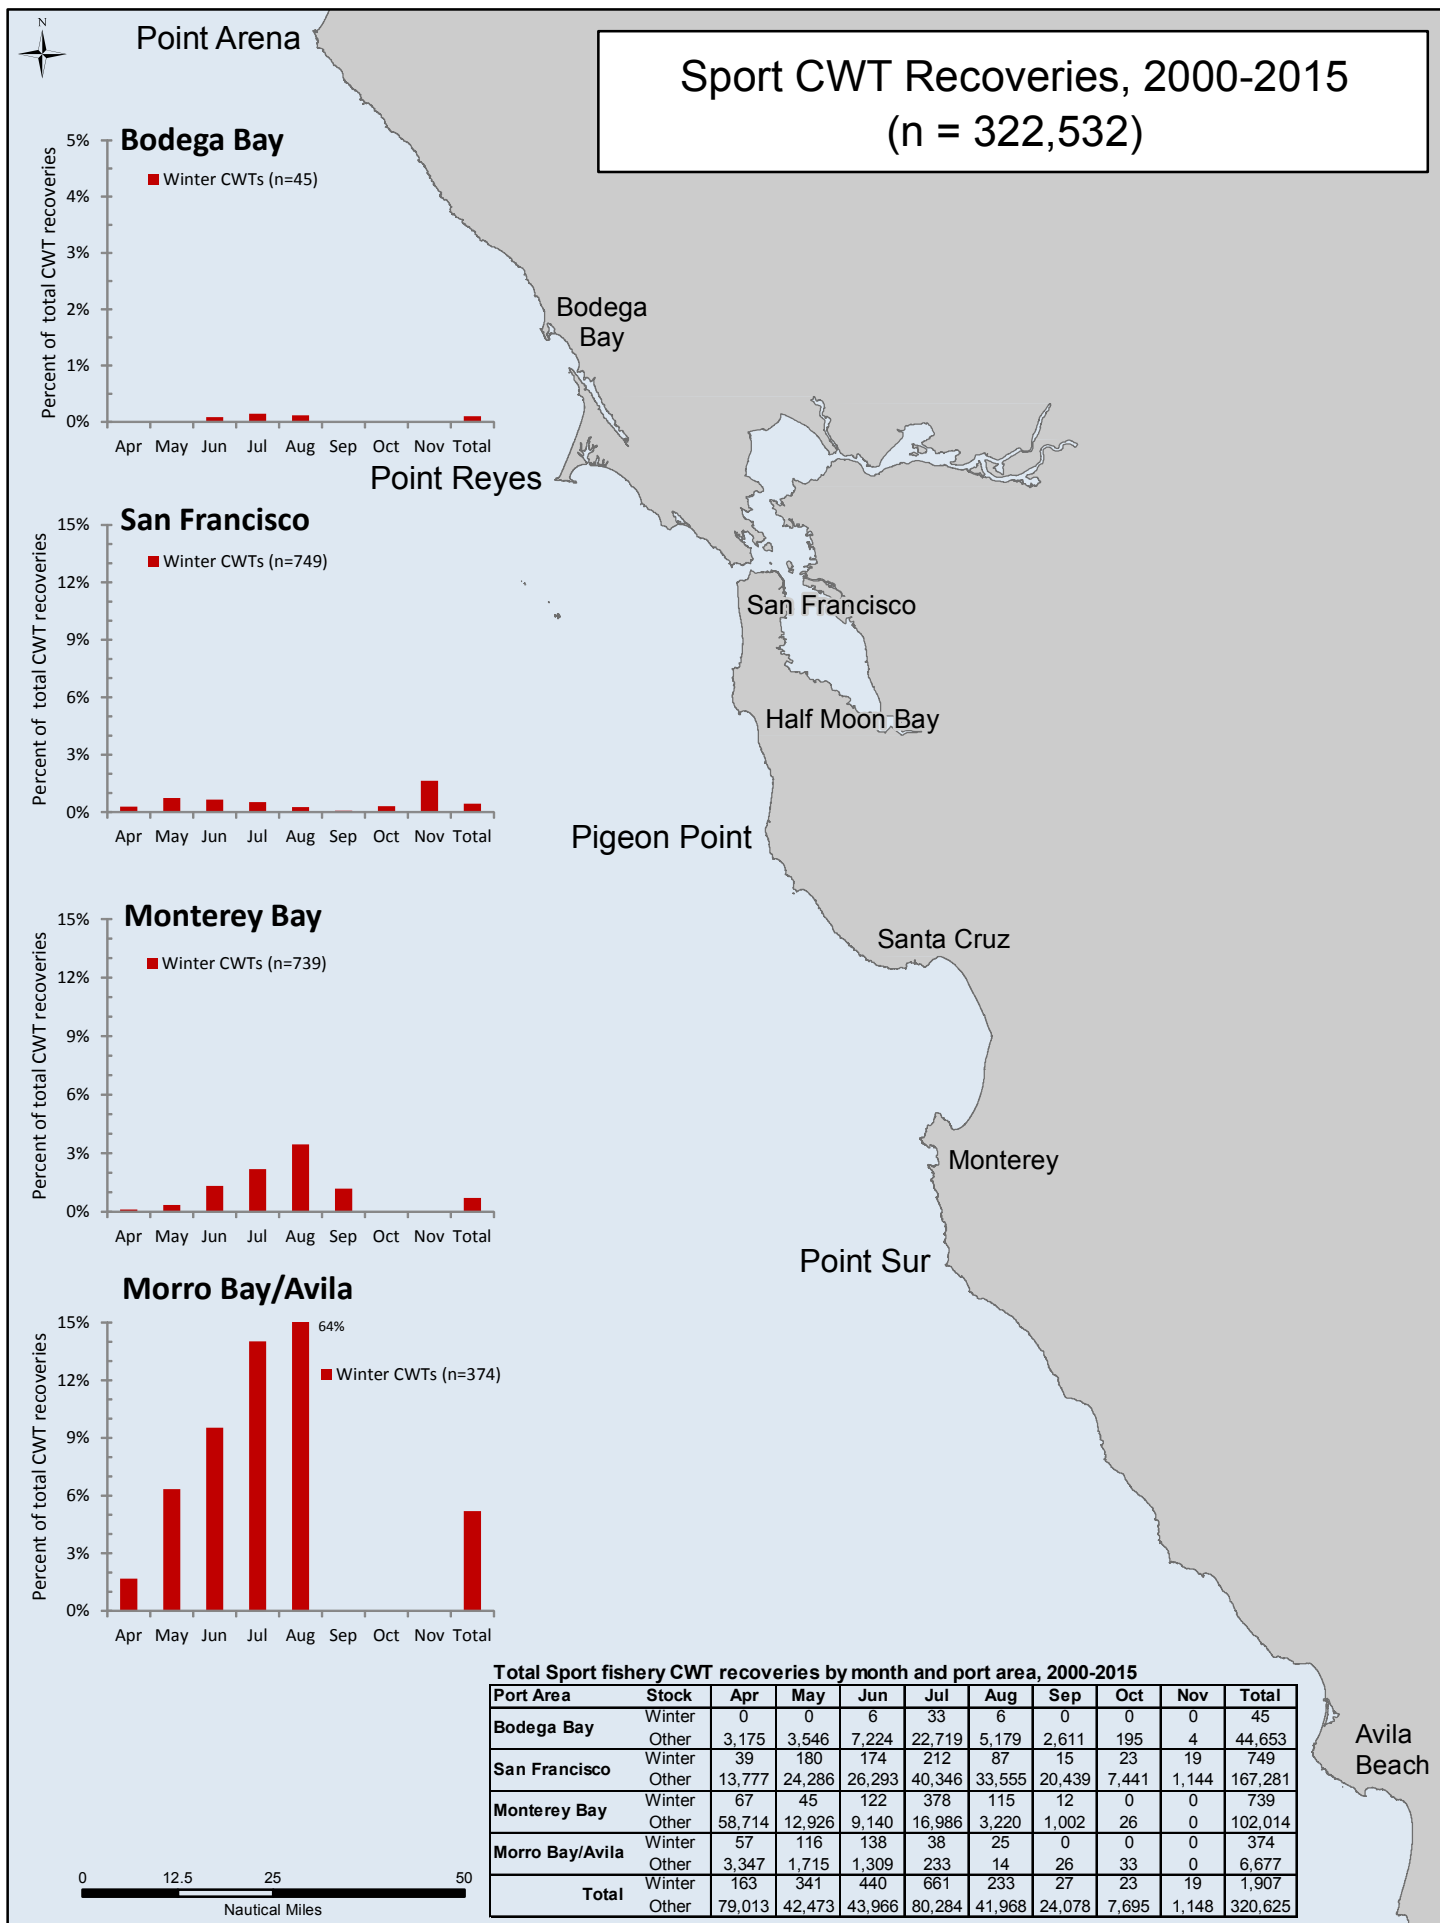 N
Point Arena
Sport CWT Recoveries, 2000-2015
(n = 322,532)
Bodega Bay
Winter CWTs (n=45)
Percent of total CWT recoveries
5%
4%
3%
2%
1%
0%
Apr May Jun Jul Aug Sep Oct Nov Total
Bodega
Bay
Point Reyes
San Francisco
Winter CWTs (n=749)
Percent of total CWT recoveries
15%
12%
9%
6%
3%
0%
Apr May Jun Jul Aug Sep Oct Nov Total
San Francisco
Half Moon Bay
Pigeon Point
Monterey Bay
Winter CWTs (n=739)
Percent of total CWT recoveries
15%
12%
9%
6%
3%
0%
Apr May Jun Jul Aug Sep Oct Nov Total
Santa Cruz
Monterey
Point Sur
Morro Bay/Avila
64%
Winter CWTs (n=374)
Percent of total CWT recoveries
15%
12%
9%
6%
3%
0%
Apr May Jun Jul Aug Sep Oct Nov Total
Total Sport fishery CWT recoveries by month and port area, 2000-2015
Port Area Stock Apr May Jun Jul Aug Sep Oct Nov Total
Bodega Bay Winter 0 0 6 33 6 0 0 0 45
Other 3,175 3,546 7,224 22,719 5,179 2,611 195 4 44,653
San Francisco Winter 39 180 174 212 87 15 23 19 749
Other 13,777 24,286 26,293 40,346 33,555 20,439 7,441 1,144 167,281
Monterey Bay Winter 67 45 122 378 115 12 0 0 739
Other 58,714 12,926 9,140 16,986 3,220 1,002 26 0 102,014
Morro Bay/Avila Winter 57 116 138 38 25 0 0 0 374
Other 3,347 1,715 1,309 233 14 26 33 0 6,677
Total Winter 163 341 440 661 233 27 23 19 1,907
Other 79,013 42,473 43,966 80,284 41,968 24,078 7,695 1,148 320,625
Avila
Beach
0 12.5 25 50
Nautical Miles